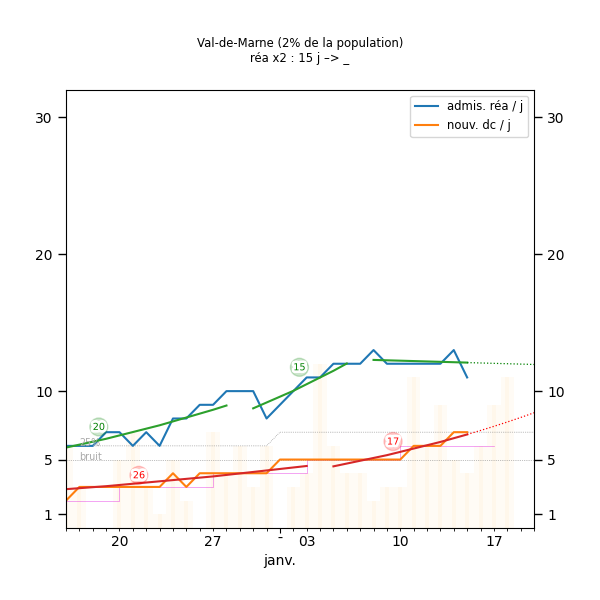 Val-de-Marne (2% de la population)
réa x2 : 15 j –> _
admis. réa / j
nouv. dc / j
30 30
20 20
15
10 10
20
17
25%
bruit
26
5 5
1 1
20 27 - 03 10 17
janv.